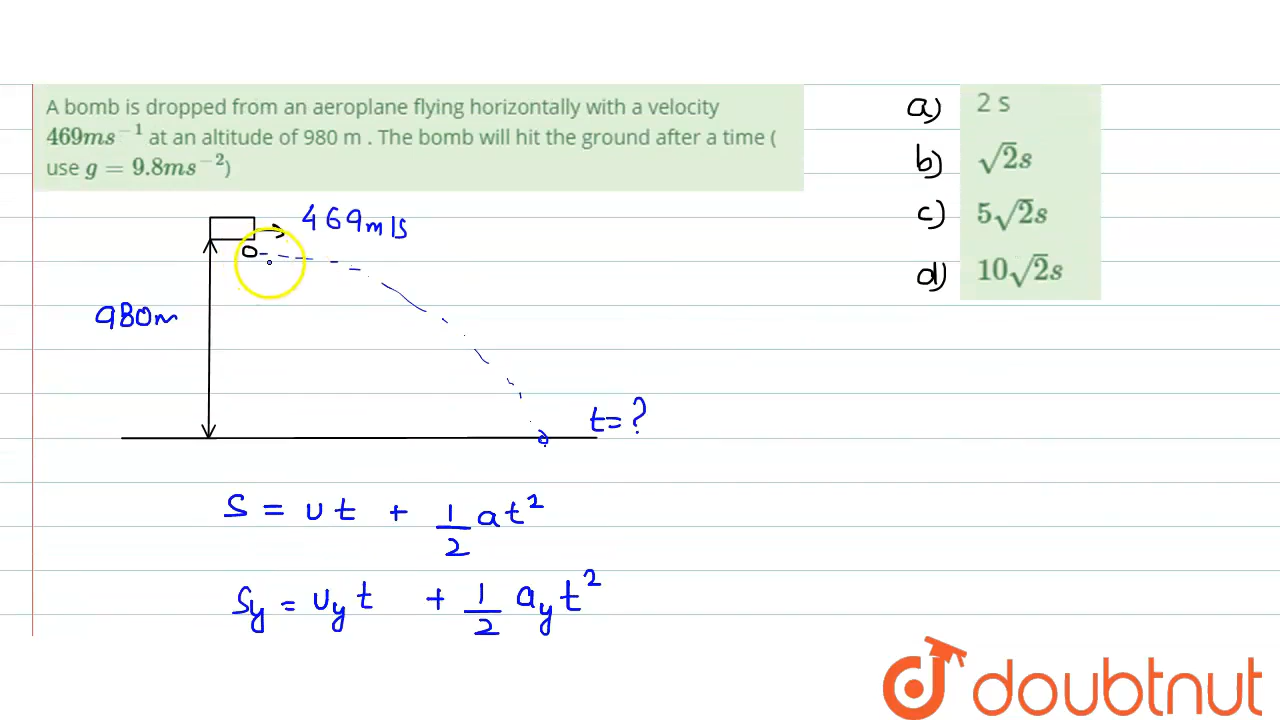 A bomb is dropped from an aeroplane flying horizontally with a velocity
469ms⁻¹ at an altitude of 980 m . The bomb will hit the ground after a time (
use g = 9.8ms⁻²)
a) 2 s
b) √2s
c) 5√2s
d) 10√2s
469m/s
980m
t=?
S = ut + 1/2 at²
Sy = uyt + 1/2 ayt²
doubtnut